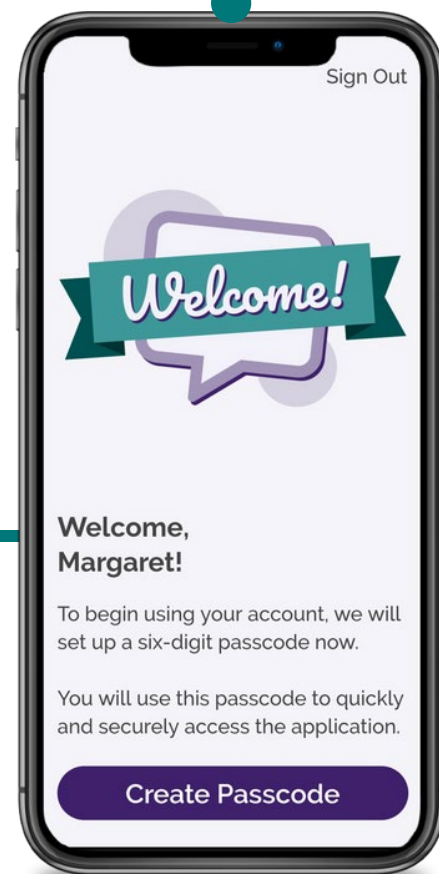 Sign Out
Welcome!
Welcome,
Margaret!
To begin using your account, we will
set up a six-digit passcode now.
You will use this passcode to quickly
and securely access the application.
Create Passcode